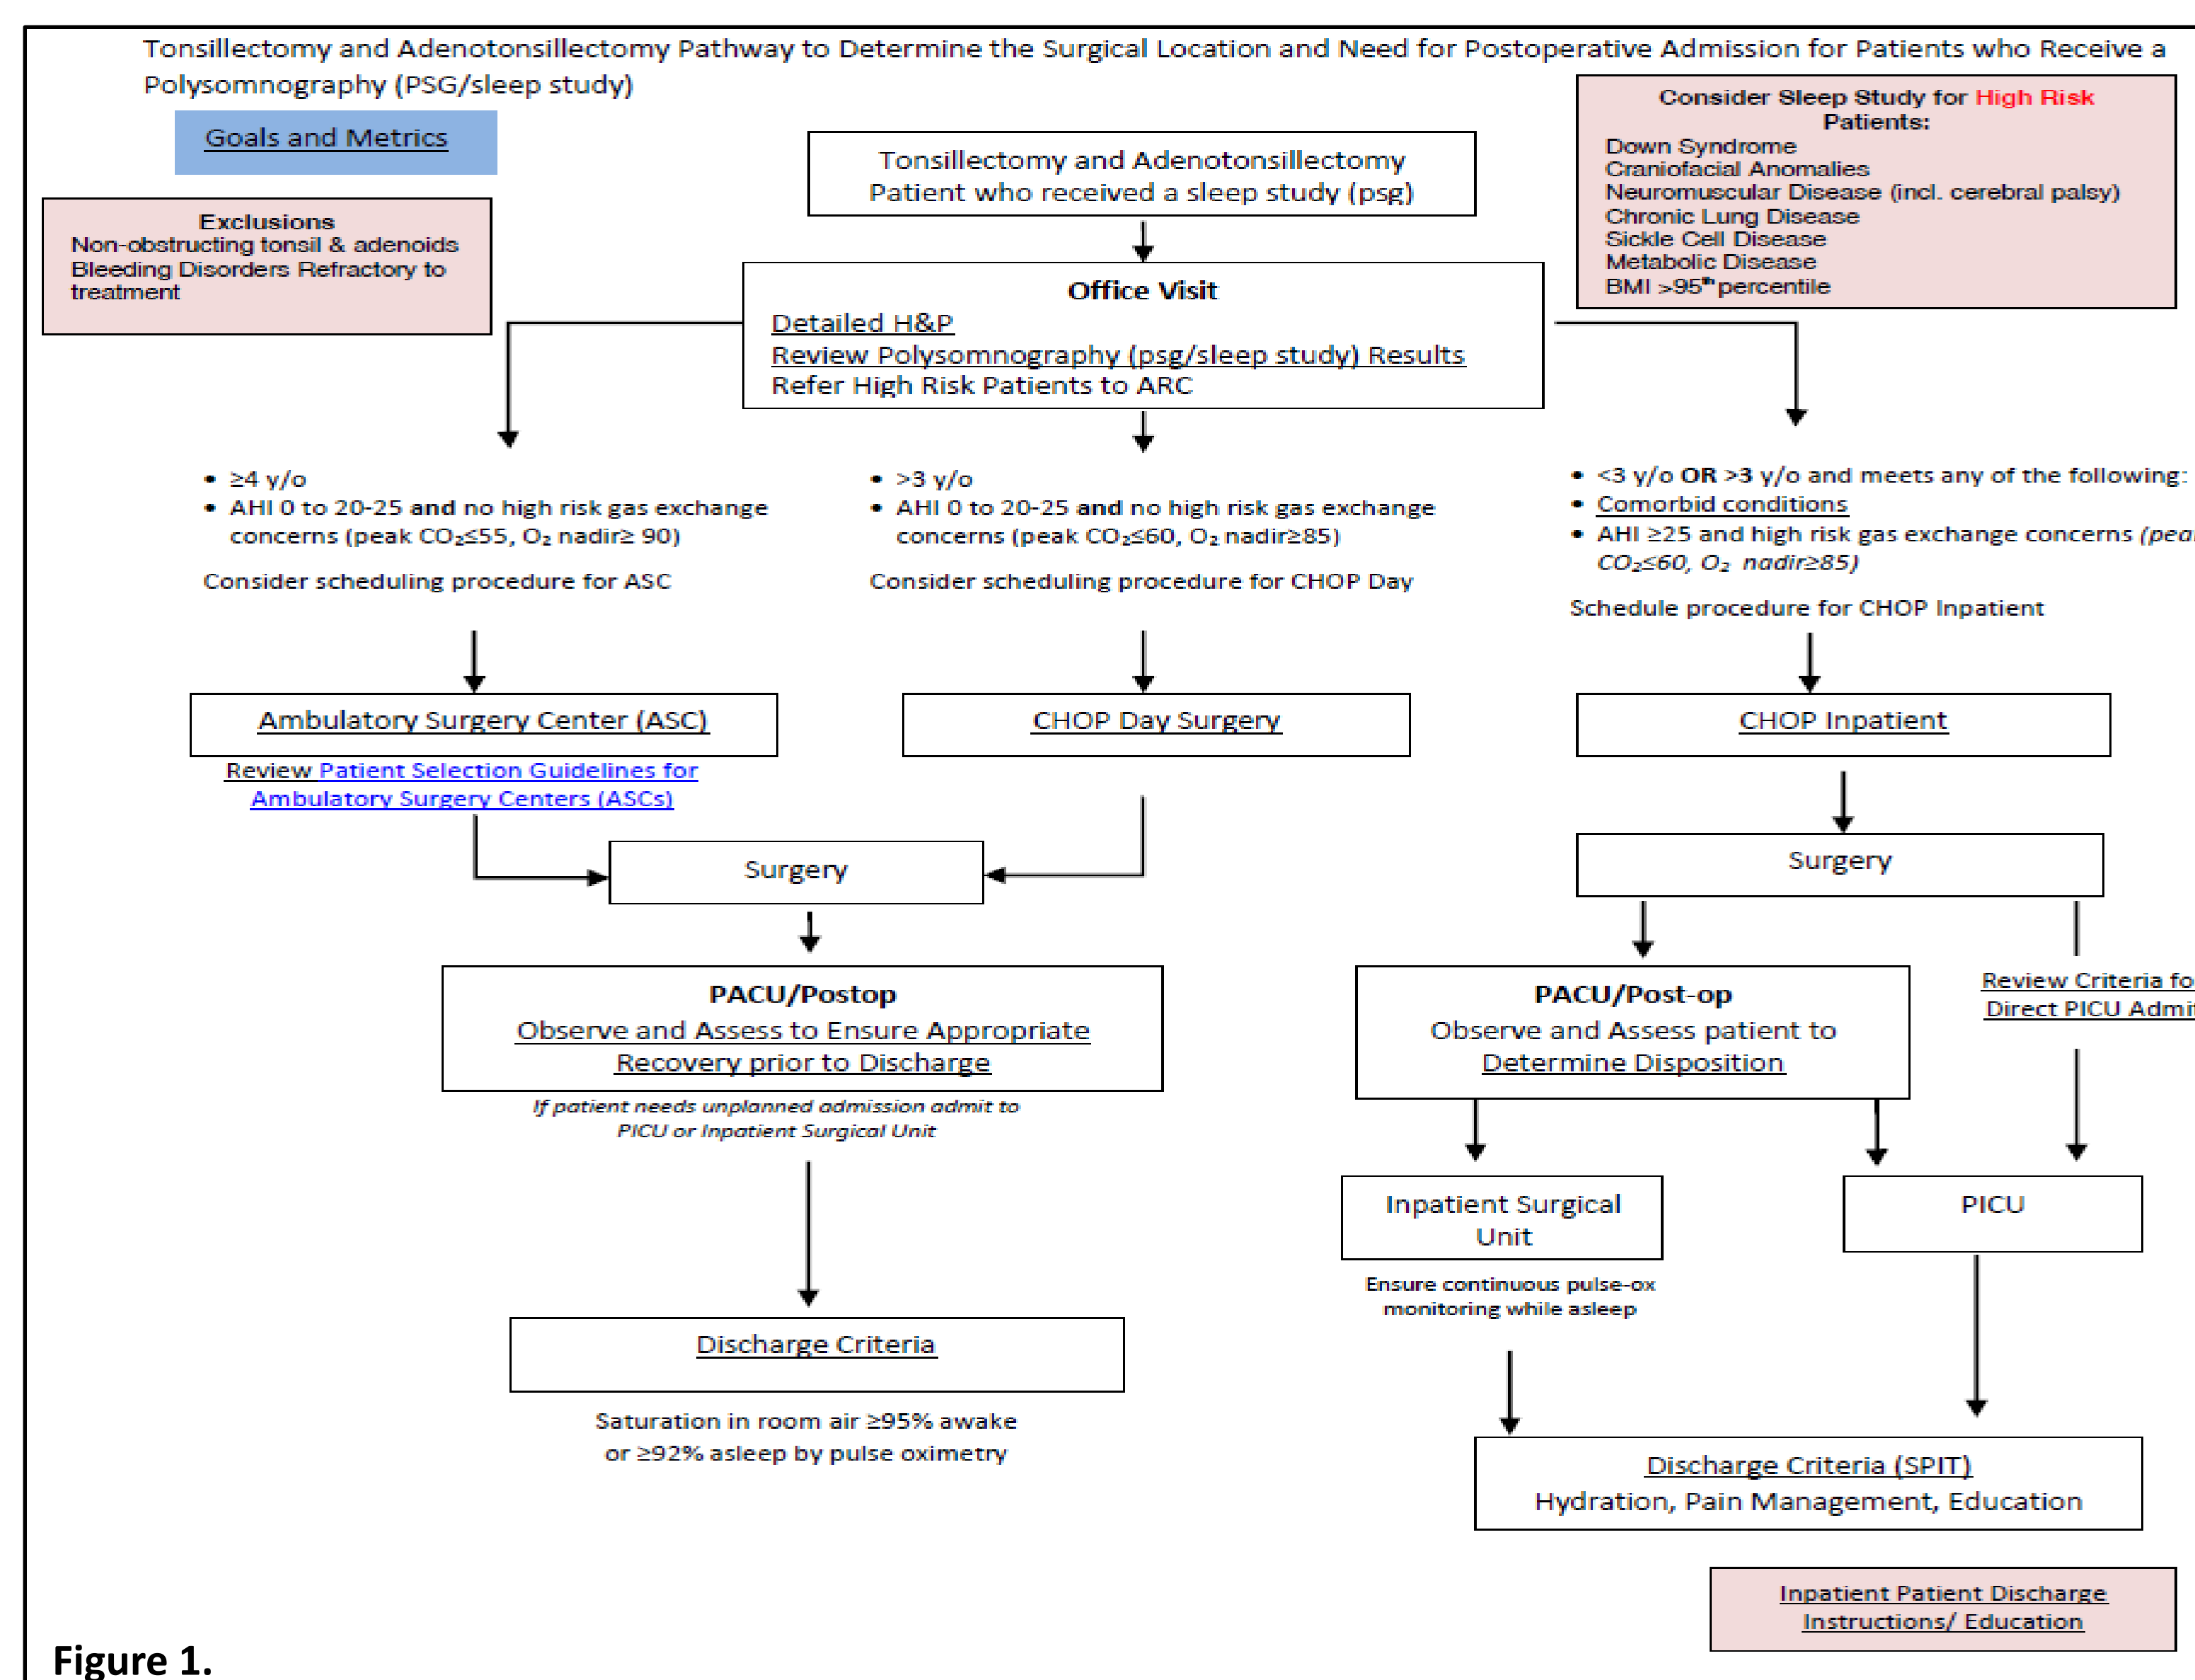 Tonsillectomy and Adenotonsillectomy Pathway to Determine the Surgical Location and Need for Postoperative Admission for Patients who Receive a
Polysomnography (PSG/sleep study)
Goals and Metrics
Exclusions
Non-obstructing tonsil & adenoids
Bleeding Disorders Refractory to
treatment
Tonsillectomy and Adenotonsillectomy
Patient who received a sleep study (psg)
Consider Sleep Study for High Risk
Patients:
Down Syndrome
Craniofacial Anomalies
Neuromuscular Disease (incl. cerebral palsy)
Chronic Lung Disease
Sickle Cell Disease
Metabolic Disease
BMI >95th percentile
Office Visit
Detailed H&P
Review Polysomnography (psg/sleep study) Results
Refer High Risk Patients to ARC
• ≥4 y/o
• AHI 0 to 20-25 and no high risk gas exchange
concerns (peak CO₂≤55, O₂ nadir≥ 90)
Consider scheduling procedure for ASC
• >3 y/o
• AHI 0 to 20-25 and no high risk gas exchange
concerns (peak CO₂≤60, O₂ nadir≥85)
Consider scheduling procedure for CHOP Day
• <3 y/o OR >3 y/o and meets any of the following:
• Comorbid conditions
• AHI ≥25 and high risk gas exchange concerns (pea
CO₂≤60, O₂ nadir≥85)
Schedule procedure for CHOP Inpatient
Ambulatory Surgery Center (ASC)
Review Patient Selection Guidelines for
Ambulatory Surgery Centers (ASCs)
CHOP Day Surgery
CHOP Inpatient
Surgery
Surgery
PACU/Postop
Observe and Assess to Ensure Appropriate
Recovery prior to Discharge
If patient needs unplanned admission admit to
PICU or Inpatient Surgical Unit
PACU/Post-op
Observe and Assess patient to
Determine Disposition
Review Criteria fo
Direct PICU Admi
Inpatient Surgical
Unit
Ensure continuous pulse-ox
monitoring while asleep
PICU
Discharge Criteria
Saturation in room air ≥95% awake
or ≥92% asleep by pulse oximetry
Discharge Criteria (SPIT)
Hydration, Pain Management, Education
Inpatient Patient Discharge
Instructions/ Education
Figure 1.